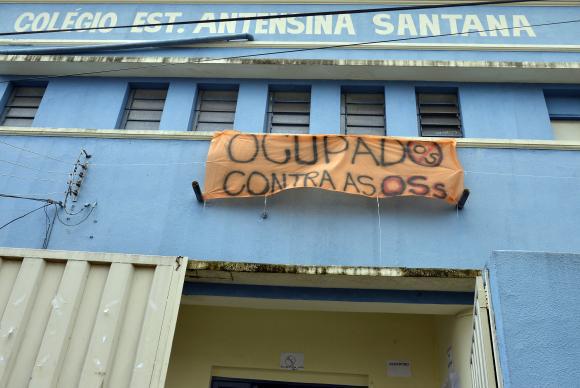 COLÉGIO EST. ANTENSINA SANTANA
OCUPADOS
CONTRA AS OSs